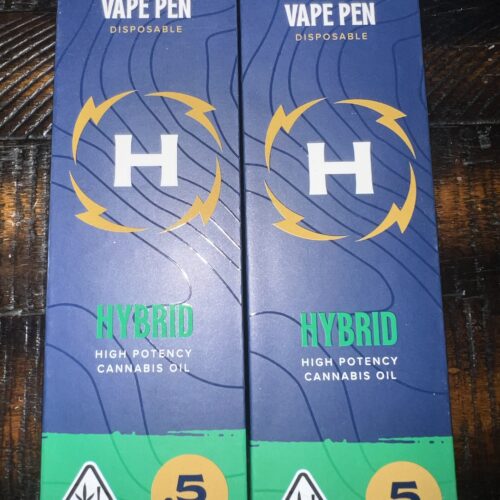 VAPE PEN
DISPOSABLE
H
HYBRID
HIGH POTENCY
CANNABIS OIL
5
VAPE PEN
DISPOSABLE
H
HYBRID
HIGH POTENCY
CANNABIS OIL
5